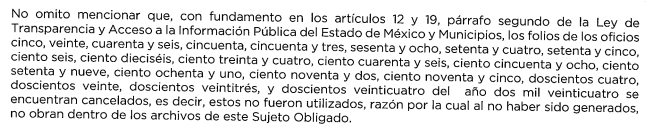 No omito mencionar que, con fundamento en los artículos 12 y 19, párrafo segundo de la Ley de
Transparencia y Acceso a la Información Pública del Estado de México y Municipios, los folios de los oficios
cinco, veinte, cuarenta y seis, cincuenta, cincuenta y tres, sesenta y ocho, setenta y cuatro, setenta y cinco,
ciento seis, ciento dieciséis, ciento treinta y cuatro, ciento cuarenta y seis, ciento cincuenta y ocho, ciento
setenta y nueve, ciento ochenta y uno, ciento noventa y dos, ciento noventa y cinco, doscientos cuatro,
doscientos veinte, doscientos veintitrés, y doscientos veinticuatro del año dos mil veinticuatro se
encuentran cancelados, es decir, estos no fueron utilizados, razón por la cual al no haber sido generados,
no obran dentro de los archivos de este Sujeto Obligado.